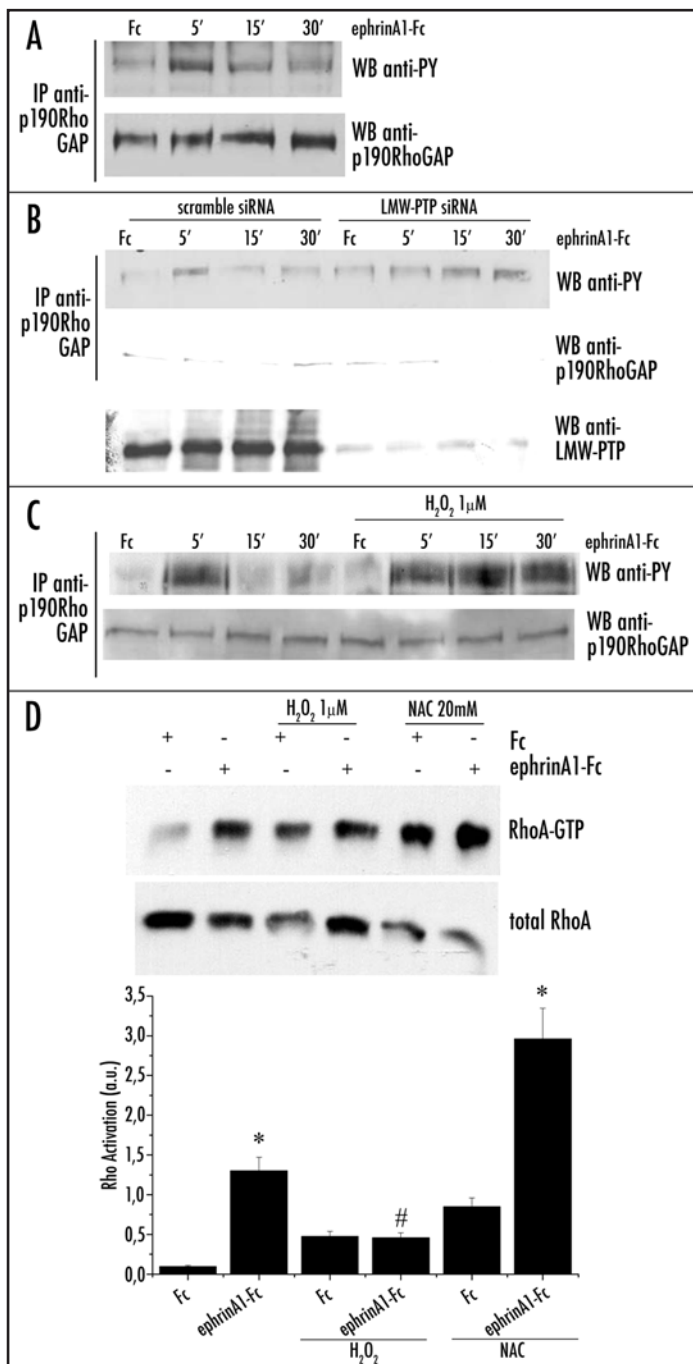 A
Fc 5' 15' 30' ephrinA1-Fc
IP anti-
p190Rho
GAP
WB anti-PY
WB anti-
p190RhoGAP
B
scramble siRNA LMW-PTP siRNA
Fc 5' 15' 30' Fc 5' 15' 30' ephrinA1-Fc
IP anti-
p190Rho
GAP
WB anti-PY
WB anti-
p190RhoGAP
WB anti-
LMW-PTP
C
H₂O₂ 1μM
Fc 5' 15' 30' Fc 5' 15' 30' ephrinA1-Fc
IP anti-
p190Rho
GAP
WB anti-PY
WB anti-
p190RhoGAP
D
H₂O₂ 1μM NAC 20mM
+ - + - + - Fc
- + - + - + ephrinA1-Fc
RhoA-GTP
total RhoA
Rho Activation (a.u.)
3,5
3,0
2,5
2,0
1,5
1,0
0,5
0,0
* # *
Fc ephrinA1-Fc Fc ephrinA1-Fc Fc ephrinA1-Fc
H₂O₂ NAC